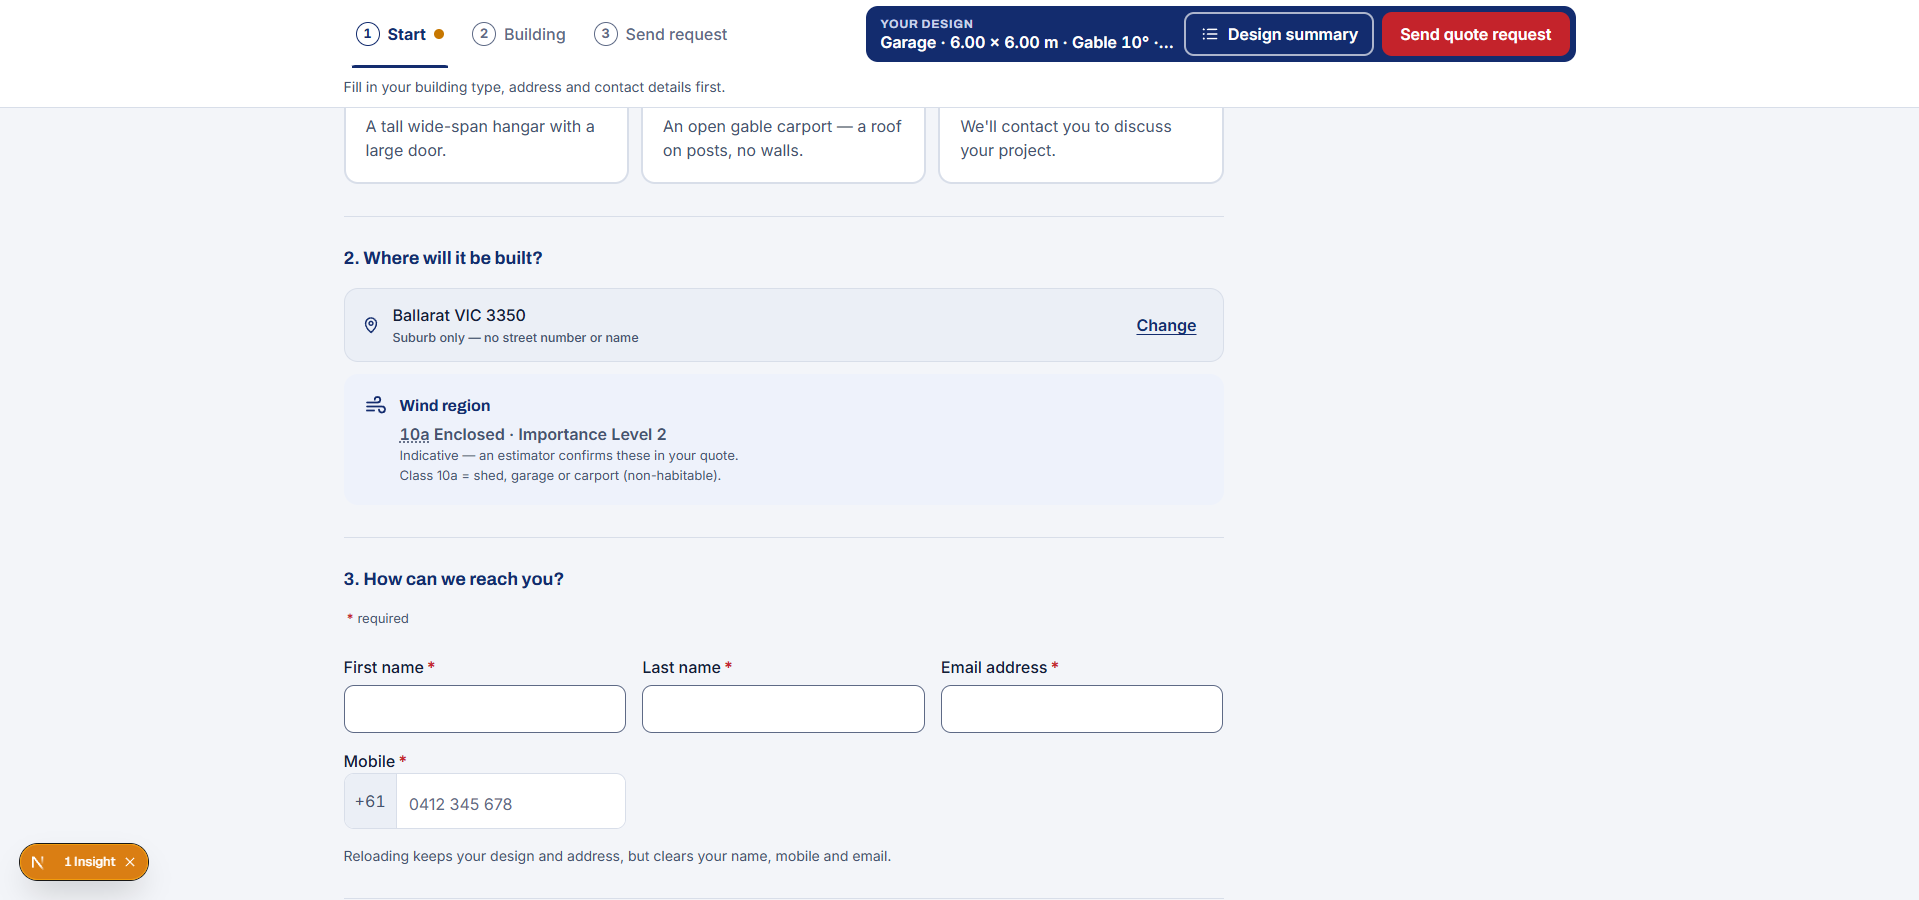 1 Start
2 Building
3 Send request
YOUR DESIGN
Garage · 6.00 × 6.00 m · Gable 10° ·...
Design summary
Send quote request
Fill in your building type, address and contact details first.
A tall wide-span hangar with a
large door.
An open gable carport — a roof
on posts, no walls.
We'll contact you to discuss
your project.
2. Where will it be built?
Ballarat VIC 3350
Suburb only — no street number or name
Change
Wind region
10a Enclosed · Importance Level 2
Indicative — an estimator confirms these in your quote.
Class 10a = shed, garage or carport (non-habitable).
3. How can we reach you?
* required
First name *
Last name *
Email address *
Mobile *
+61
0412 345 678
Reloading keeps your design and address, but clears your name, mobile and email.
N 1 Insight ×